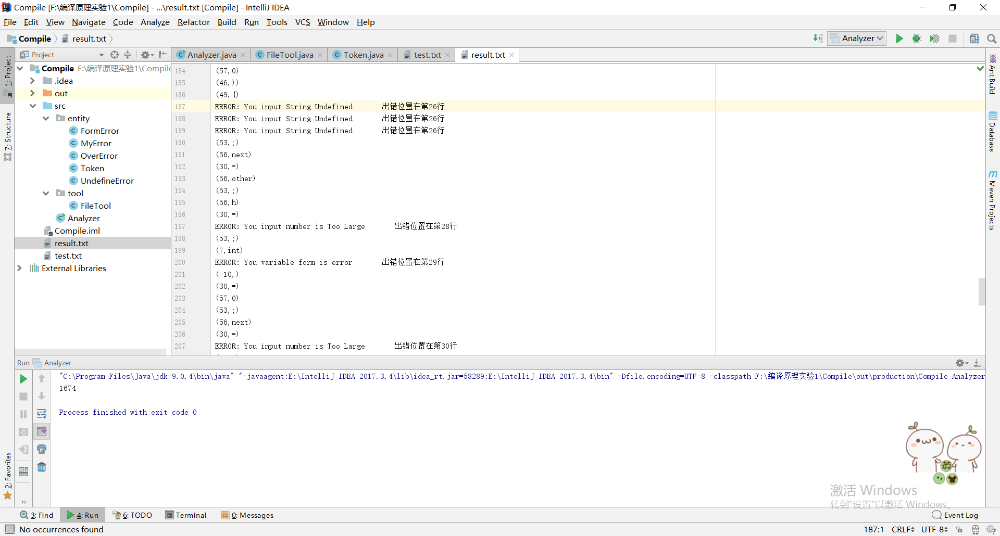 Compile [F:\编译原理实验1\Compile] - ...\result.txt [Compile] - IntelliJ IDEA
File Edit View Navigate Code Analyze Refactor Build Run Tools VCS Window Help
Compile result.txt Analyzer
Project Analyzer.java FileTool.java Token.java test.txt result.txt
1: Project
Z: Structure
2: Favorites
Compile F:\编译原理实验1\Compile
.idea
out
src
entity
FormError
MyError
OverError
Token
UndefineError
tool
FileTool
Analyzer
Compile.iml
result.txt
test.txt
External Libraries
184 (57,0)
185 (46,))
186 (49,{)
187 ERROR: You input String Undefined 出错位置在第26行
188 ERROR: You input String Undefined 出错位置在第26行
189 ERROR: You input String Undefined 出错位置在第26行
190 (53,;)
191 (56,next)
192 (30,=)
193 (56,other)
194 (53,;)
195 (56,h)
196 (30,=)
197 ERROR: You input number is Too Large 出错位置在第28行
198 (53,;)
199 (7,int)
200 ERROR: You variable form is error 出错位置在第29行
201 (-10,)
202 (30,=)
203 (57,0)
204 (53,;)
205 (56,next)
206 (30,=)
207 ERROR: You input number is Too Large 出错位置在第30行
Ant Build
Database
Maven Projects
Run Analyzer
"C:\Program Files\Java\jdk-9.0.4\bin\java" "-javaagent:E:\IntelliJ IDEA 2017.3.4\lib\idea_rt.jar=58289:E:\IntelliJ IDEA 2017.3.4\bin" -Dfile.encoding=UTF-8 -classpath F:\编译原理实验1\Compile\out\production\Compile Analyzer
1674
Process finished with exit code 0
英
激活 Windows
转到"设置"以激活 Windows。
3: Find 4: Run 6: TODO Terminal 0: Messages Event Log
No occurrences found 187:1 CRLF UTF-8